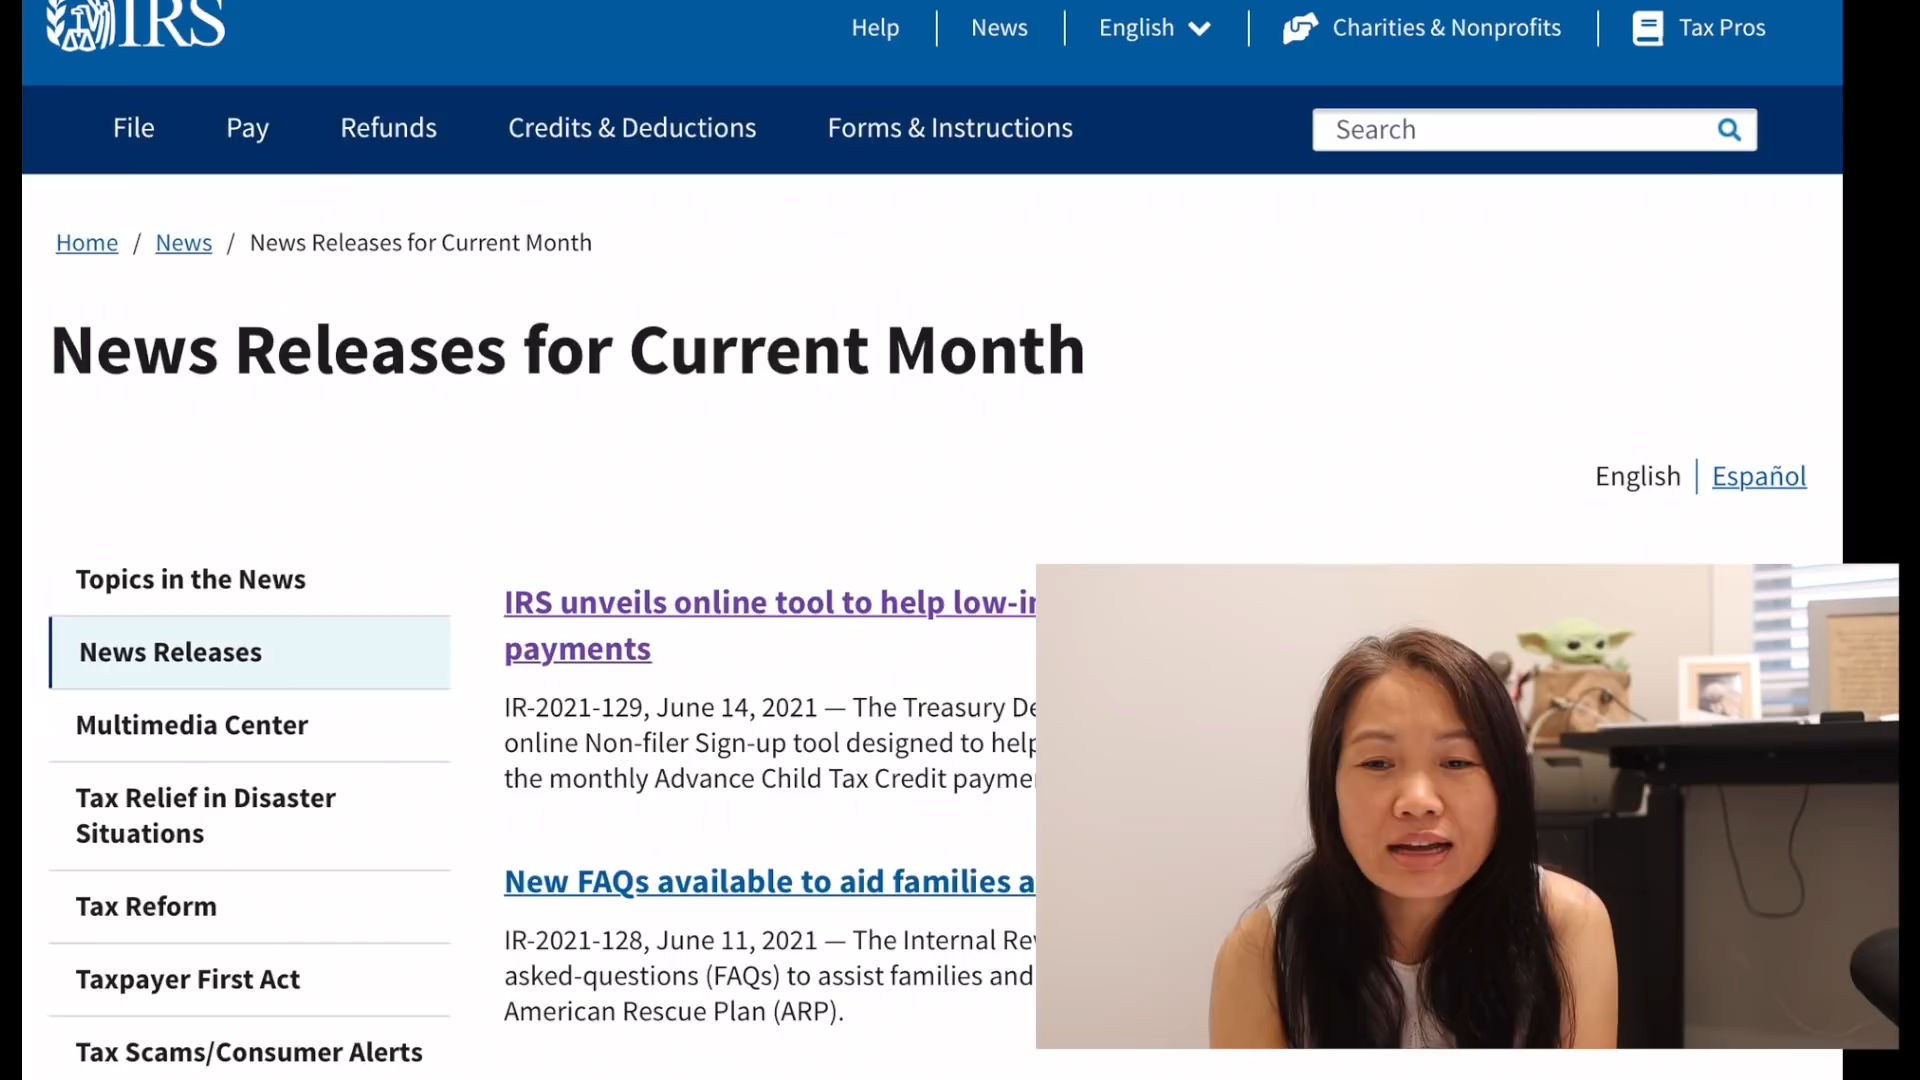 IRS
Help
News
English
Charities & Nonprofits
Tax Pros
File
Pay
Refunds
Credits & Deductions
Forms & Instructions
Search
Home / News / News Releases for Current Month
News Releases for Current Month
English | Español
Topics in the News
News Releases
Multimedia Center
Tax Relief in Disaster
Situations
Tax Reform
Taxpayer First Act
Tax Scams/Consumer Alerts
IRS unveils online tool to help
payments
IR-2021-129, June 14, 2021 — The Treasury
online Non-filer Sign-up tool designed to help
the monthly Advance Child Tax Credit
New FAQs available to aid families
IR-2021-128, June 11, 2021 — The Internal
asked-questions (FAQs) to assist families and
American Rescue Plan (ARP).